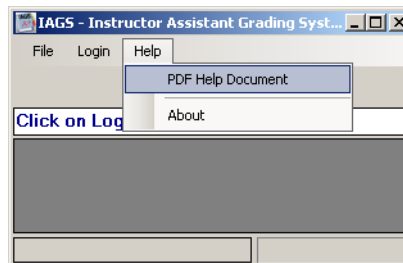 IAGS - Instructor Assistant Grading Syst...
File Login Help
PDF Help Document
About
Click on Log